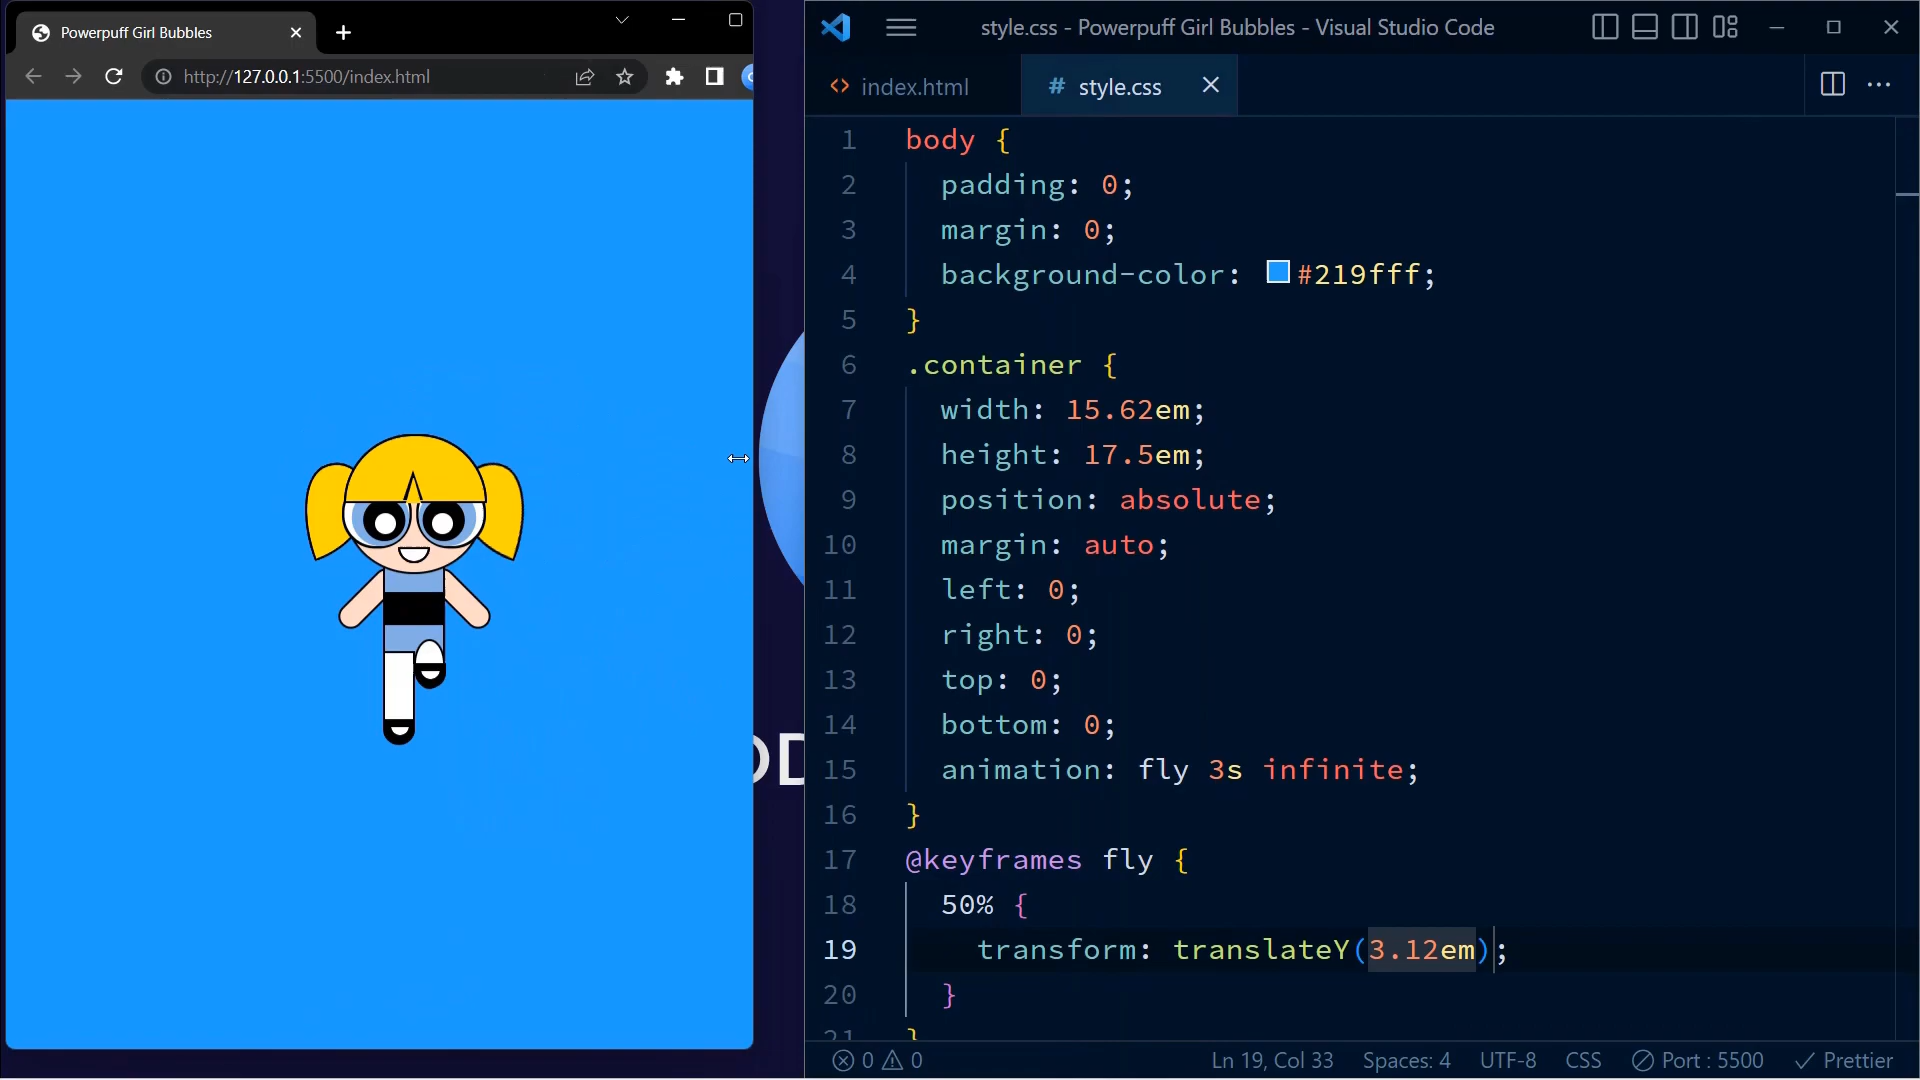 Powerpuff Girl Bubbles
http://127.0.0.1:5500/index.html
OD
style.css - Powerpuff Girl Bubbles - Visual Studio Code
<> index.html
# style.css
1 body {
2 padding: 0;
3 margin: 0;
4 background-color: #219fff;
5 }
6 .container {
7 width: 15.62em;
8 height: 17.5em;
9 position: absolute;
10 margin: auto;
11 left: 0;
12 right: 0;
13 top: 0;
14 bottom: 0;
15 animation: fly 3s infinite;
16 }
17 @keyframes fly {
18 50% {
19 transform: translateY(3.12em);
20 }
21 }
0 0 Ln 19, Col 33 Spaces: 4 UTF-8 CSS Port : 5500 Prettier